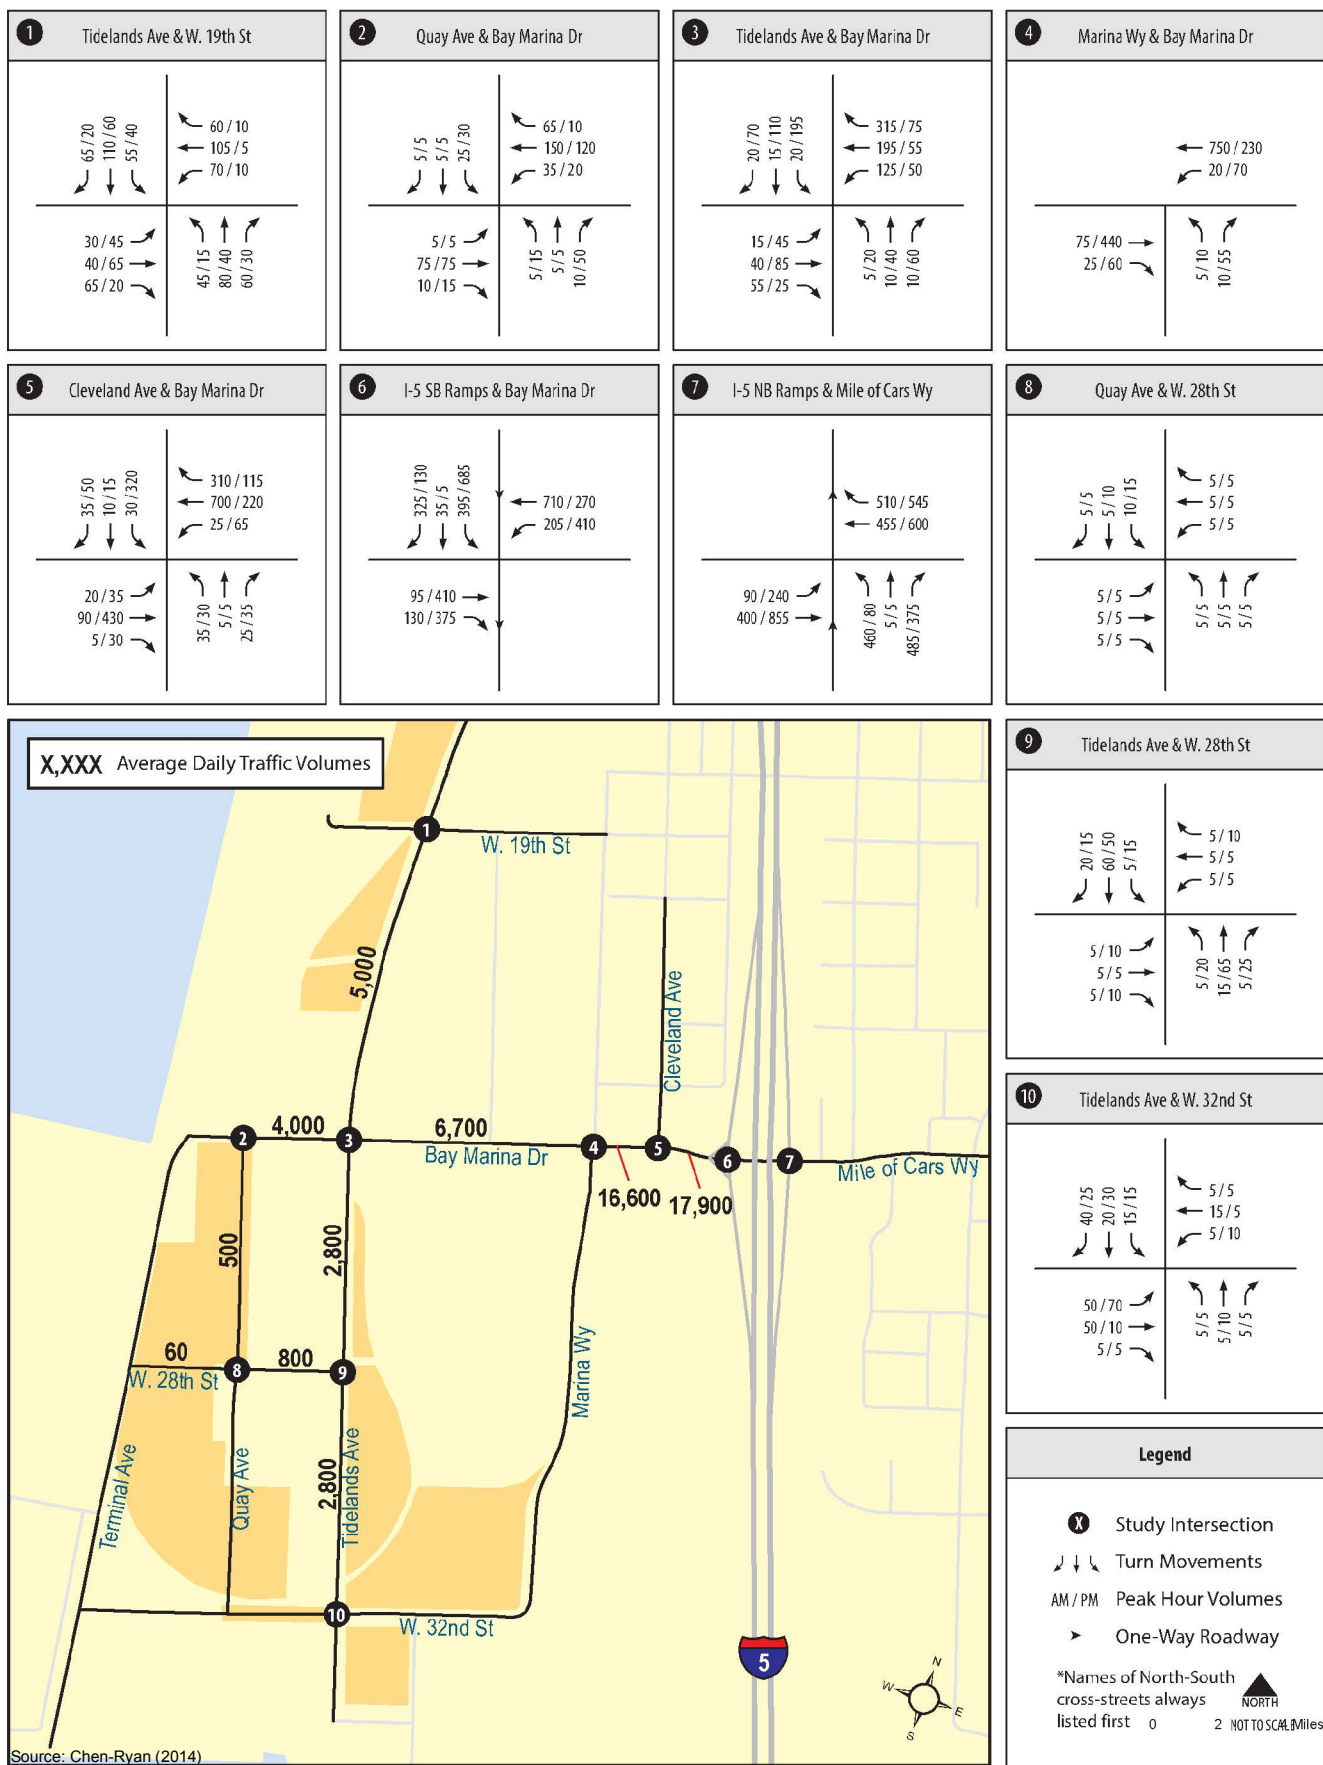 1 Tidelands Ave & W. 19th St
65 / 20
110 / 60
55 / 40
60 / 10
105 / 5
70 / 10
30 / 45
40 / 65
65 / 20
45 / 15
80 / 40
60 / 30
2 Quay Ave & Bay Marina Dr
5 / 5
5 / 5
25 / 30
65 / 10
150 / 120
35 / 20
5 / 5
75 / 75
10 / 15
5 / 15
5 / 5
10 / 50
3 Tidelands Ave & Bay Marina Dr
20 / 70
15 / 110
20 / 195
315 / 75
195 / 55
125 / 50
15 / 45
40 / 85
55 / 25
5 / 20
10 / 40
10 / 60
4 Marina Wy & Bay Marina Dr
750 / 230
20 / 70
75 / 440
25 / 60
5 / 10
10 / 55
5 Cleveland Ave & Bay Marina Dr
35 / 50
10 / 15
30 / 320
310 / 115
700 / 220
25 / 65
20 / 35
90 / 430
5 / 30
35 / 30
5 / 5
25 / 35
6 I-5 SB Ramps & Bay Marina Dr
325 / 130
35 / 5
395 / 685
710 / 270
205 / 410
95 / 410
130 / 375
7 I-5 NB Ramps & Mile of Cars Wy
510 / 545
455 / 600
90 / 240
400 / 855
460 / 80
5 / 5
485 / 375
8 Quay Ave & W. 28th St
5 / 5
5 / 10
10 / 15
5 / 5
5 / 5
5 / 5
5 / 5
5 / 5
5 / 5
5 / 5
5 / 5
5 / 5
X,XXX Average Daily Traffic Volumes
1
W. 19th St
5,000
Cleveland Ave
2
4,000
3
6,700
Bay Marina Dr
4
5
6
7
Mile of Cars Wy
16,600
17,900
500
2,800
60
W. 28th St
8
800
9
Marina Wy
Terminal Ave
Quay Ave
2,800
Tidelands Ave
10
W. 32nd St
5
N
W
E
S
Source: Chen-Ryan (2014)
9 Tidelands Ave & W. 28th St
20 / 15
60 / 50
5 / 15
5 / 10
5 / 5
5 / 5
5 / 10
5 / 5
5 / 10
5 / 20
15 / 65
5 / 25
10 Tidelands Ave & W. 32nd St
40 / 25
20 / 30
15 / 15
5 / 5
15 / 5
5 / 10
50 / 70
50 / 10
5 / 5
5 / 5
5 / 10
5 / 5
Legend
X Study Intersection
Turn Movements
AM / PM Peak Hour Volumes
One-Way Roadway
*Names of North-South
cross-streets always
listed first
NORTH
NOT TO SCALE
0 2 4 Miles